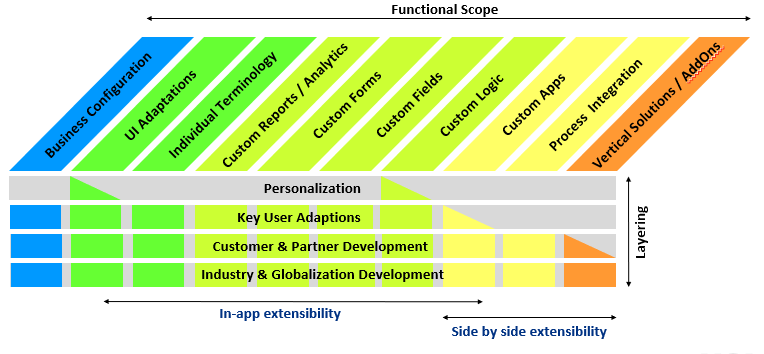 Functional Scope
Business Configuration
UI Adaptations
Individual Terminology
Custom Reports / Analytics
Custom Forms
Custom Fields
Custom Logic
Custom Apps
Process Integration
Vertical Solutions / AddOns
Personalization
Key User Adaptions
Customer & Partner Development
Industry & Globalization Development
Layering
In-app extensibility
Side by side extensibility